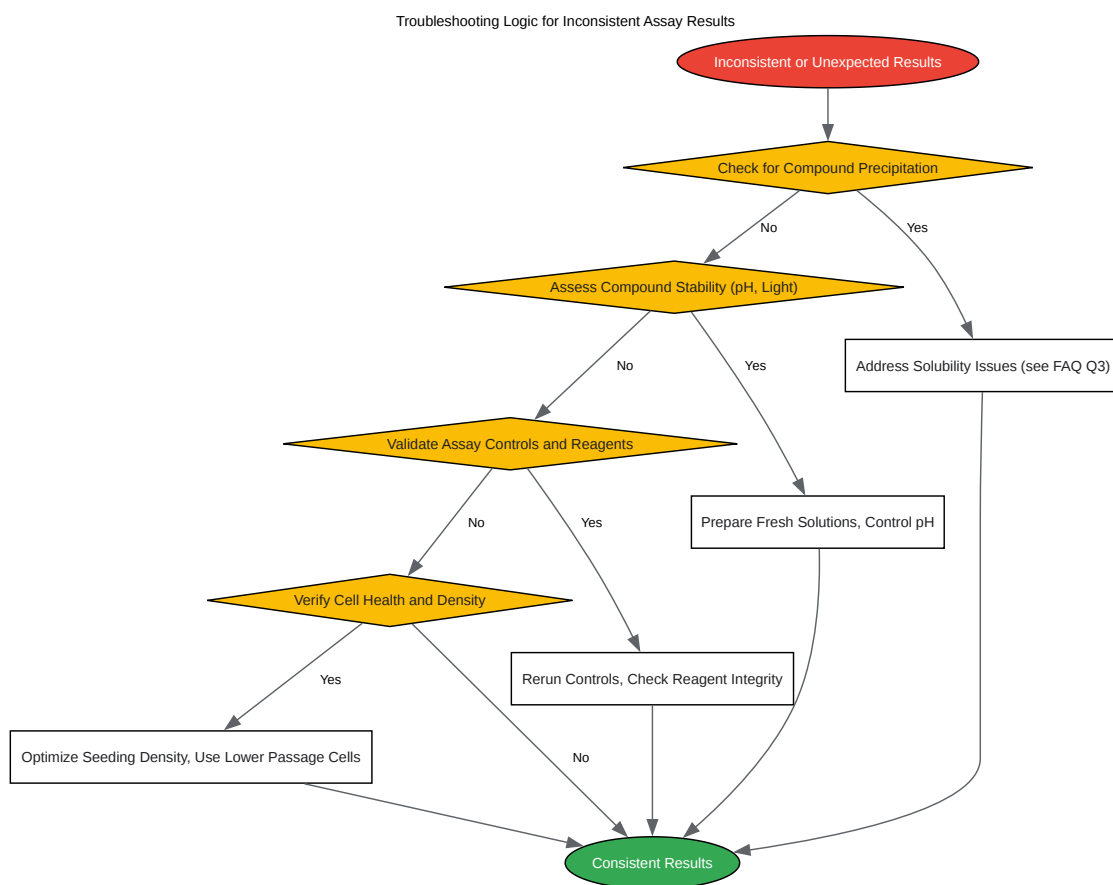 Troubleshooting Logic for Inconsistent Assay Results
Inconsistent or Unexpected Results
Check for Compound Precipitation
No
Yes
Assess Compound Stability (pH, Light)
Address Solubility Issues (see FAQ Q3)
No
Yes
Validate Assay Controls and Reagents
Prepare Fresh Solutions, Control pH
No
Yes
Verify Cell Health and Density
Rerun Controls, Check Reagent Integrity
Yes
No
Optimize Seeding Density, Use Lower Passage Cells
Consistent Results